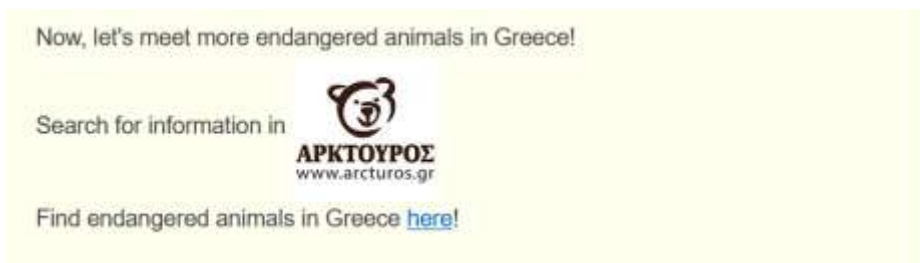 Now, let's meet more endangered animals in Greece!
Search for information in
ΑΡΚΤΟΥΡΟΣ
www.arcturos.gr
Find endangered animals in Greece here!